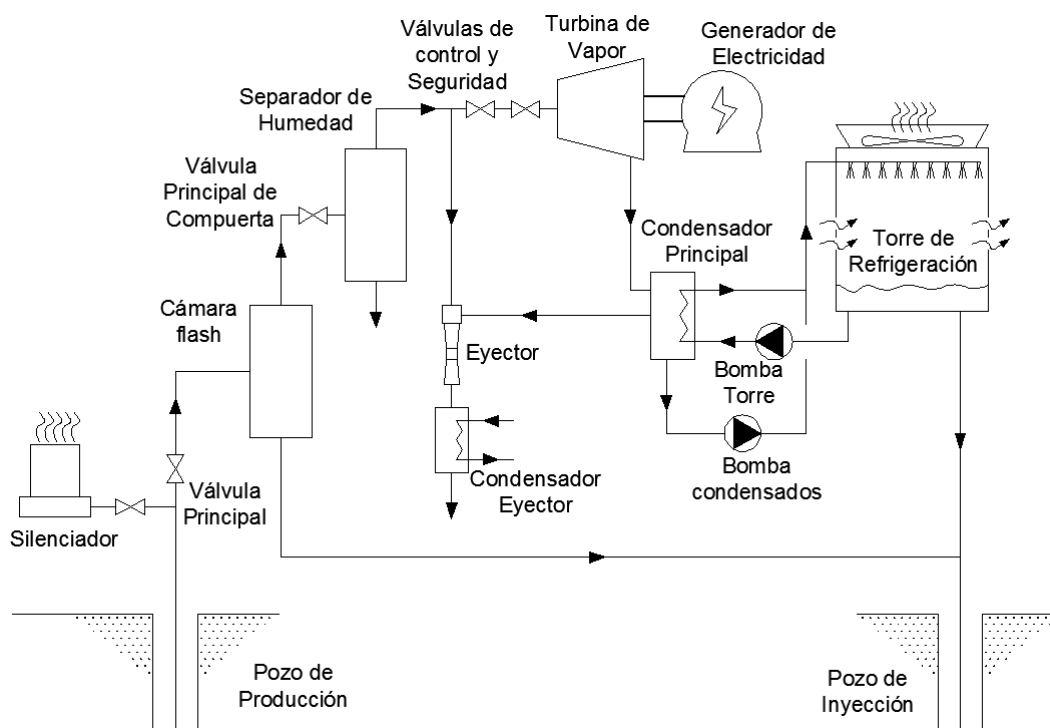 Válvulas de
control y
Seguridad
Turbina de
Vapor
Generador de
Electricidad
Separador de
Humedad
Válvula
Principal de
Compuerta
Condensador
Principal
Torre de
Refrigeración
Cámara
flash
Eyector
Bomba
Torre
Bomba
condensados
Condensador
Eyector
Válvula
Principal
Silenciador
Pozo de
Producción
Pozo de
Inyección